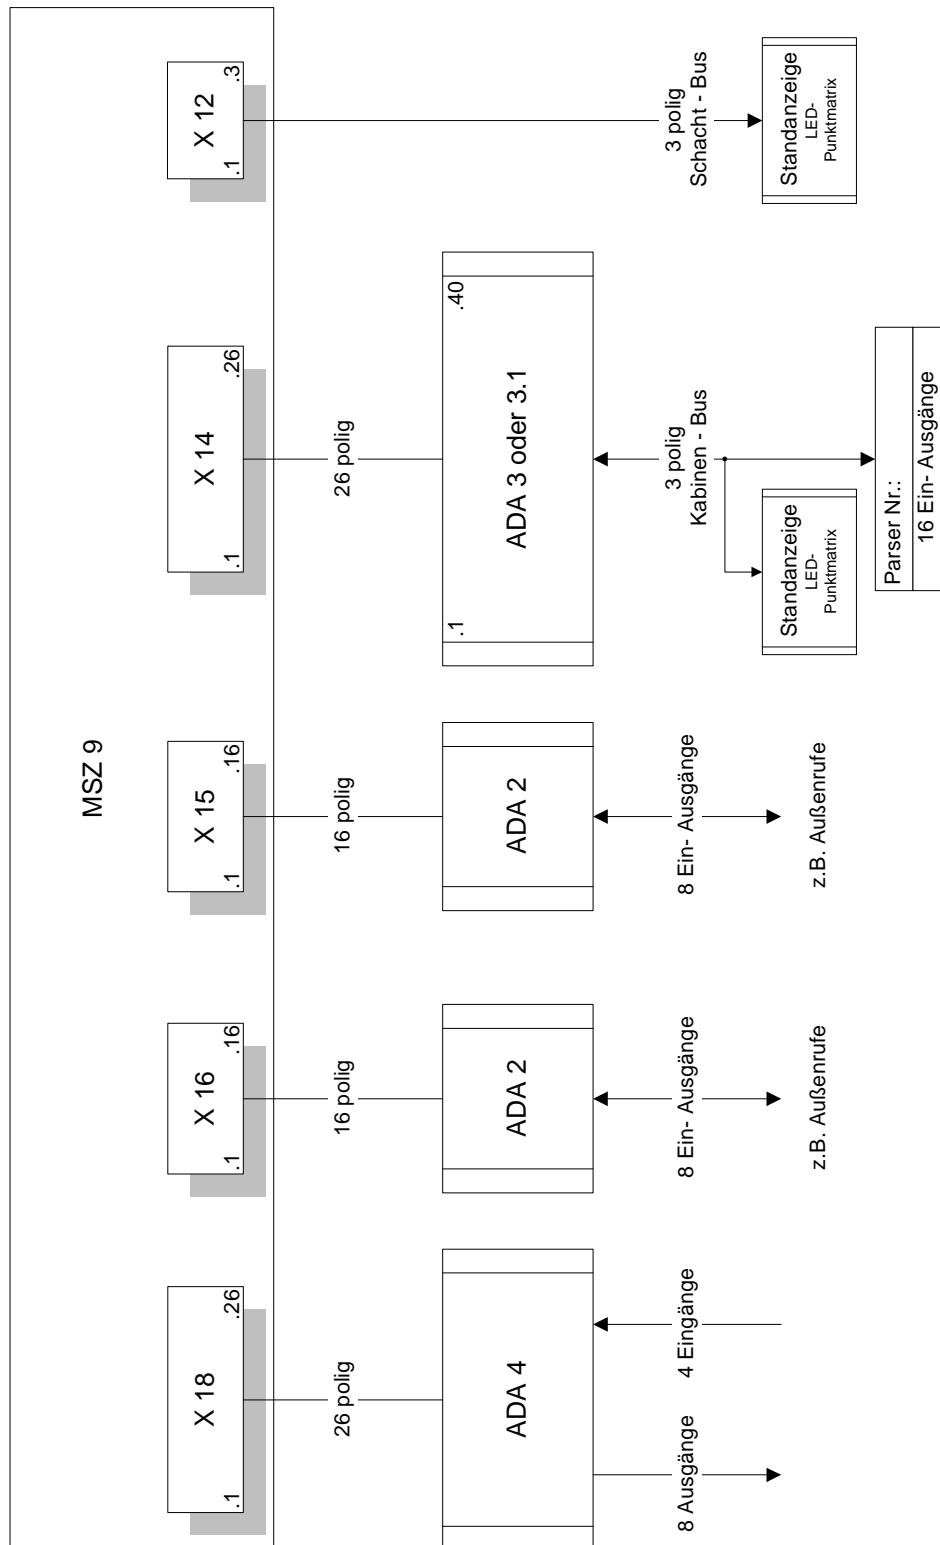 MSZ 9
X 18
.1
.26
X 16
.1
.16
X 15
.1
.16
X 14
.1
.26
X 12
.1
.3
26 polig
16 polig
16 polig
26 polig
ADA 4
ADA 2
ADA 2
.1
ADA 3 oder 3.1
.40
8 Ausgänge
4 Eingänge
8 Ein- Ausgänge
8 Ein- Ausgänge
3 polig
Kabinen - Bus
3 polig
Schacht - Bus
z.B. Außenrufe
z.B. Außenrufe
Standanzeige
LED-
Punktmatrix
Standanzeige
LED-
Punktmatrix
Parser Nr.:
16 Ein- Ausgänge